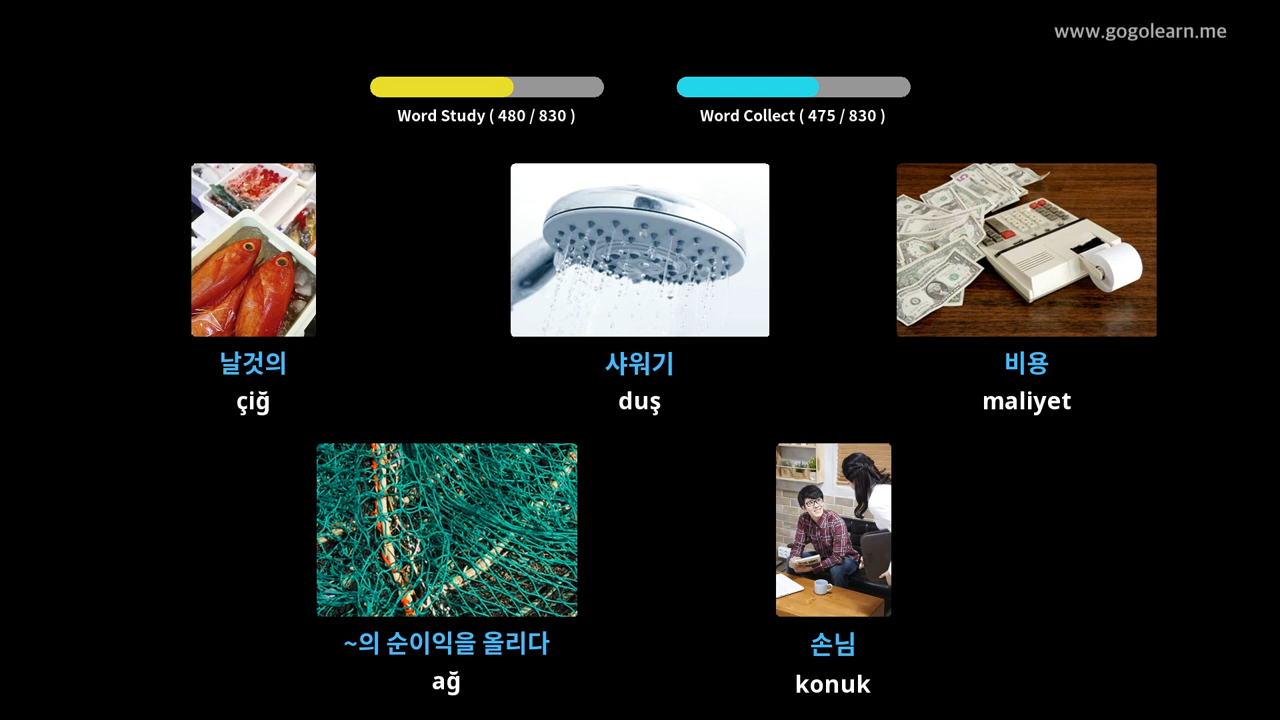 www.gogolearn.me
Word Study ( 480 / 830 )
Word Collect ( 475 / 830 )
날것의
çiğ
샤워기
duş
비용
maliyet
~의 순이익을 올리다
ağ
손님
konuk